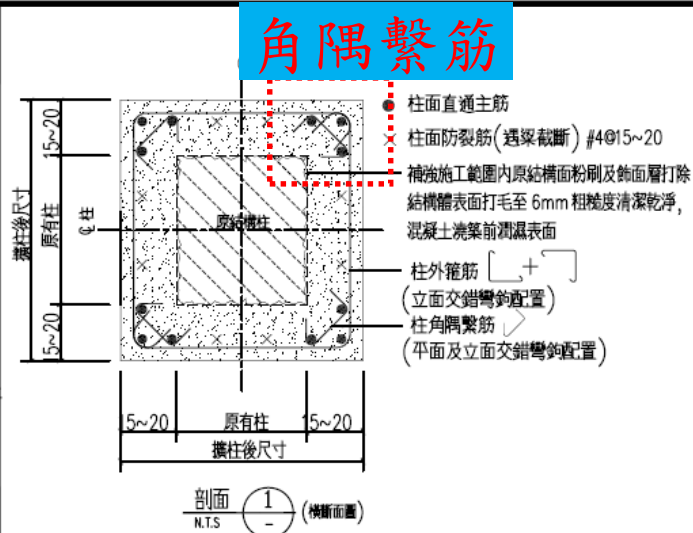 角隅繫筋
柱面直通主筋
柱面防裂筋(遇梁截斷) #4@15~20
補強施工範圍內原結構面粉刷及飾面層打除
結構體表面打毛至 6mm 粗糙度清潔乾淨,
混凝土澆築前潤濕表面
柱外箍筋
+
(立面交錯彎鉤配置)
柱角隅繫筋
(平面及立面交錯彎鉤配置)
15~20
擴柱後尺寸
原有柱
℄柱
15~20
原結構柱
15~20
原有柱
15~20
擴柱後尺寸
剖面
1
-
N.T.S
(橫斷面圖)